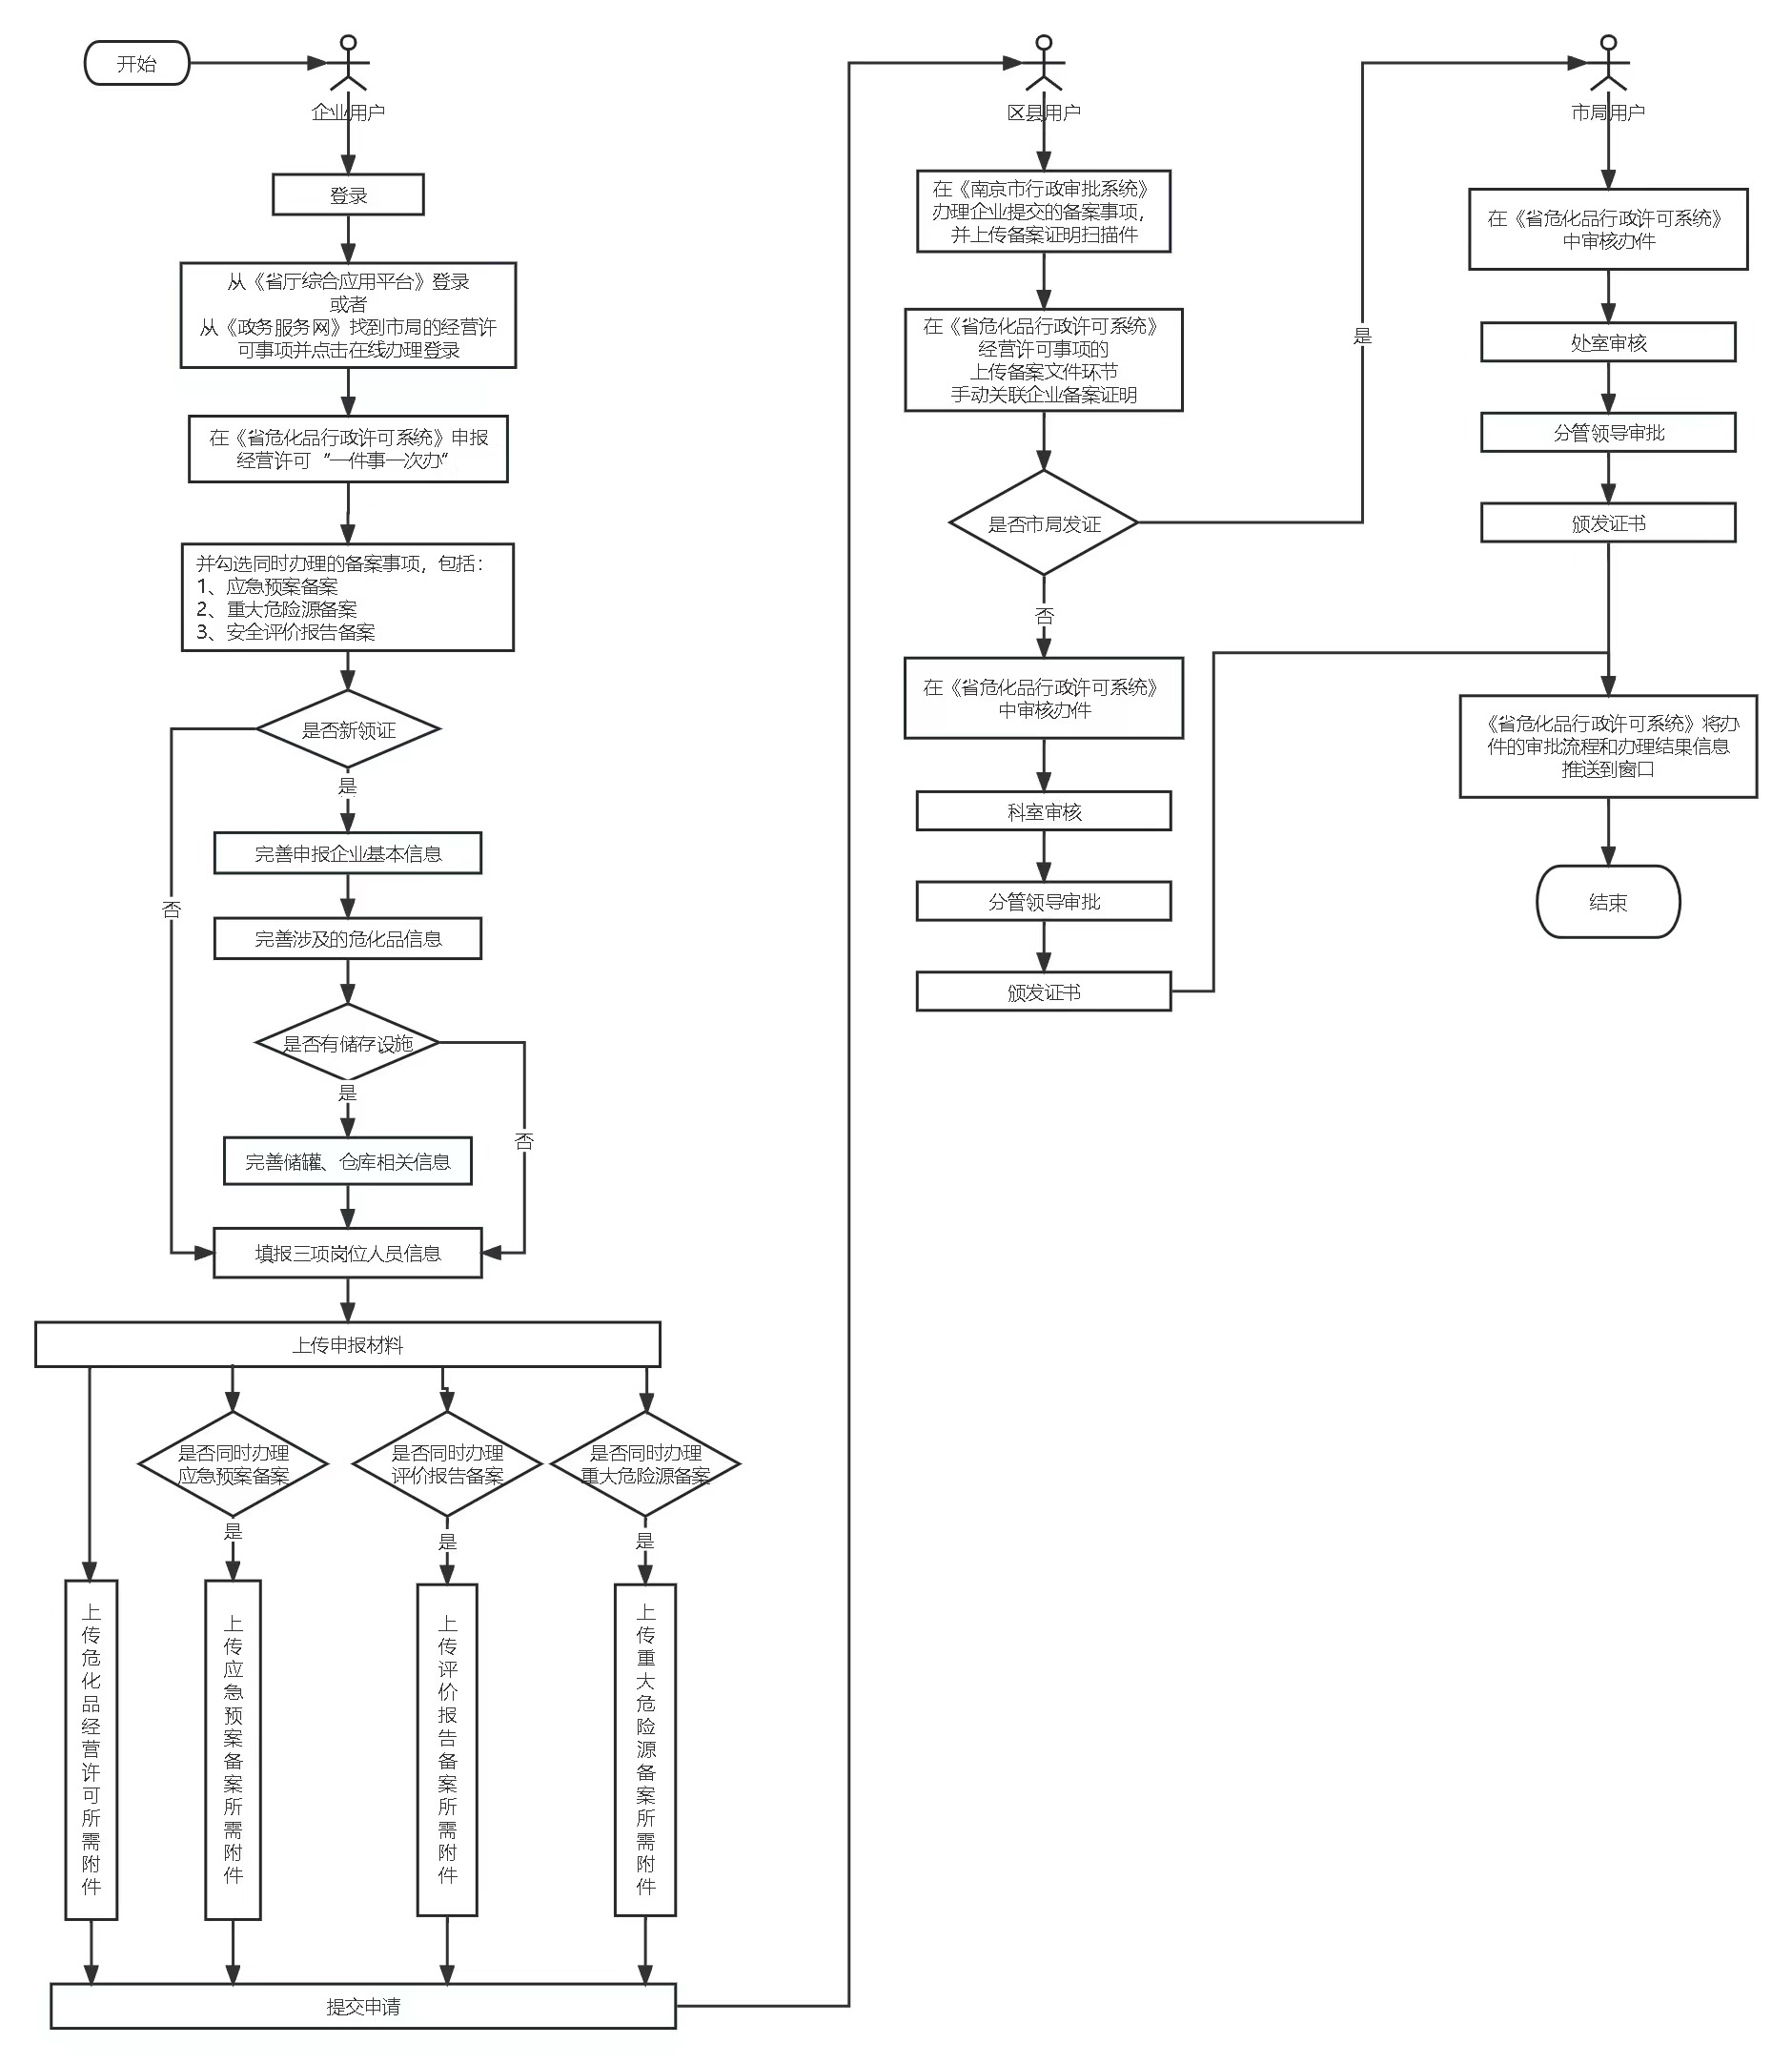 开始
企业用户
登录
从《省厅综合应用平台》登录
或者
从《政务服务网》找到市局的经营许
可事项并点击在线办理登录
在《省危化品行政许可系统》申报
经营许可 "一件事一次办"
并勾选同时办理的备案事项，包括：
1、应急预案备案
2、重大危险源备案
3、安全评价报告备案
是否新领证
是
否
完善申报企业基本信息
完善涉及的危化品信息
是否有储存设施
是
否
完善储罐、仓库相关信息
填报三项岗位人员信息
上传申报材料
是否同时办理
应急预案备案
是否同时办理
评价报告备案
是否同时办理
重大危险源备案
是
是
是
上传危化品经营许可所需附件
上传应急预案备案所需附件
上传评价报告备案所需附件
上传重大危险源备案所需附件
提交申请
区县用户
在《南京市行政审批系统》
办理企业提交的备案事项，
并上传备案证明扫描件
在《省危化品行政许可系统》
经营许可事项的
上传备案文件环节
手动关联企业备案证明
是否市局发证
是
否
在《省危化品行政许可系统》
中审核办件
科室审核
分管领导审批
颁发证书
市局用户
在《省危化品行政许可系统》
中审核办件
处室审核
分管领导审批
颁发证书
《省危化品行政许可系统》将办
件的审批流程和办理结果信息
推送到窗口
结束